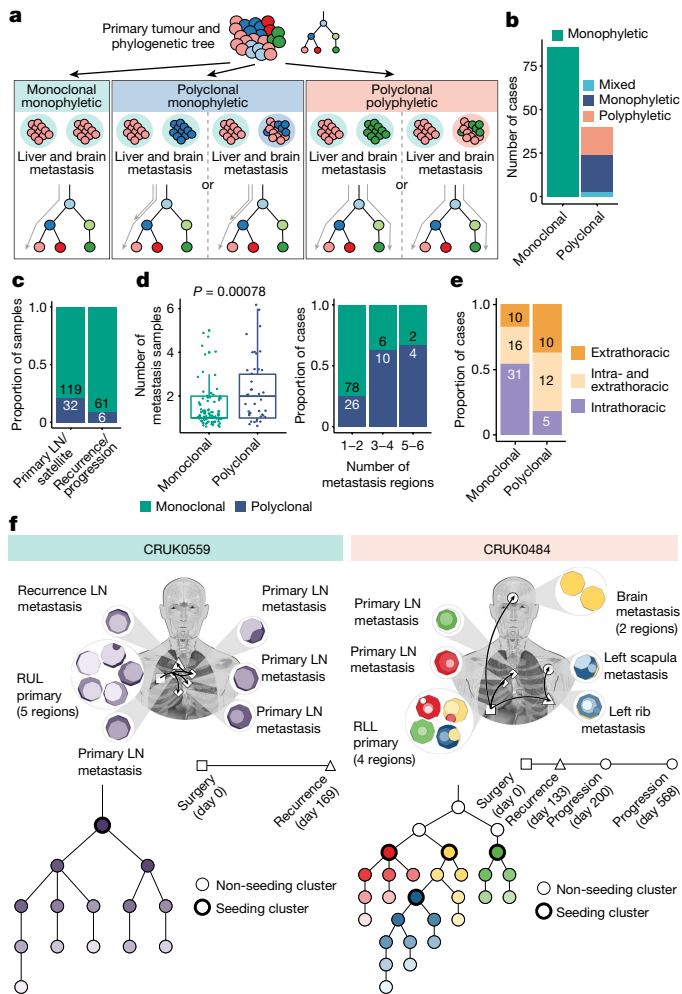 a
Primary tumour and
phylogenetic tree
Monoclonal
monophyletic
Polyclonal
monophyletic
Polyclonal
polyphyletic
Liver and brain
metastasis
Liver and brain
metastasis
or
Liver and brain
metastasis
Liver and brain
metastasis
or
Liver and brain
metastasis
b
Monophyletic
Mixed
Monophyletic
Polyphyletic
Number of cases
75
50
25
0
Monoclonal
Polyclonal
c
Proportion of samples
1.0
0.5
0
119
32
61
6
Primary LN/
satellite
Recurrence/
progression
d
P = 0.00078
Number of
metastasis samples
6
4
2
Monoclonal
Polyclonal
Proportion of cases
1.0
0.5
0
78
26
6
10
2
4
1–2
3–4
5–6
Number of
metastasis regions
Monoclonal
Polyclonal
e
Proportion of cases
1.0
0.5
0
10
16
31
10
12
5
Extrathoracic
Intra- and
extrathoracic
Intrathoracic
Monoclonal
Polyclonal
f
CRUK0559
Recurrence LN
metastasis
Primary LN
metastasis
RUL
primary
(5 regions)
Primary LN
metastasis
Primary LN
metastasis
Primary LN
metastasis
Surgery
(day 0)
Recurrence
(day 169)
Non-seeding cluster
Seeding cluster
CRUK0484
Primary LN
metastasis
Brain
metastasis
(2 regions)
Primary LN
metastasis
Left scapula
metastasis
RLL
primary
(4 regions)
Left rib
metastasis
Surgery
(day 0)
Recurrence
(day 133)
Progression
(day 200)
Progression
(day 568)
Non-seeding cluster
Seeding cluster